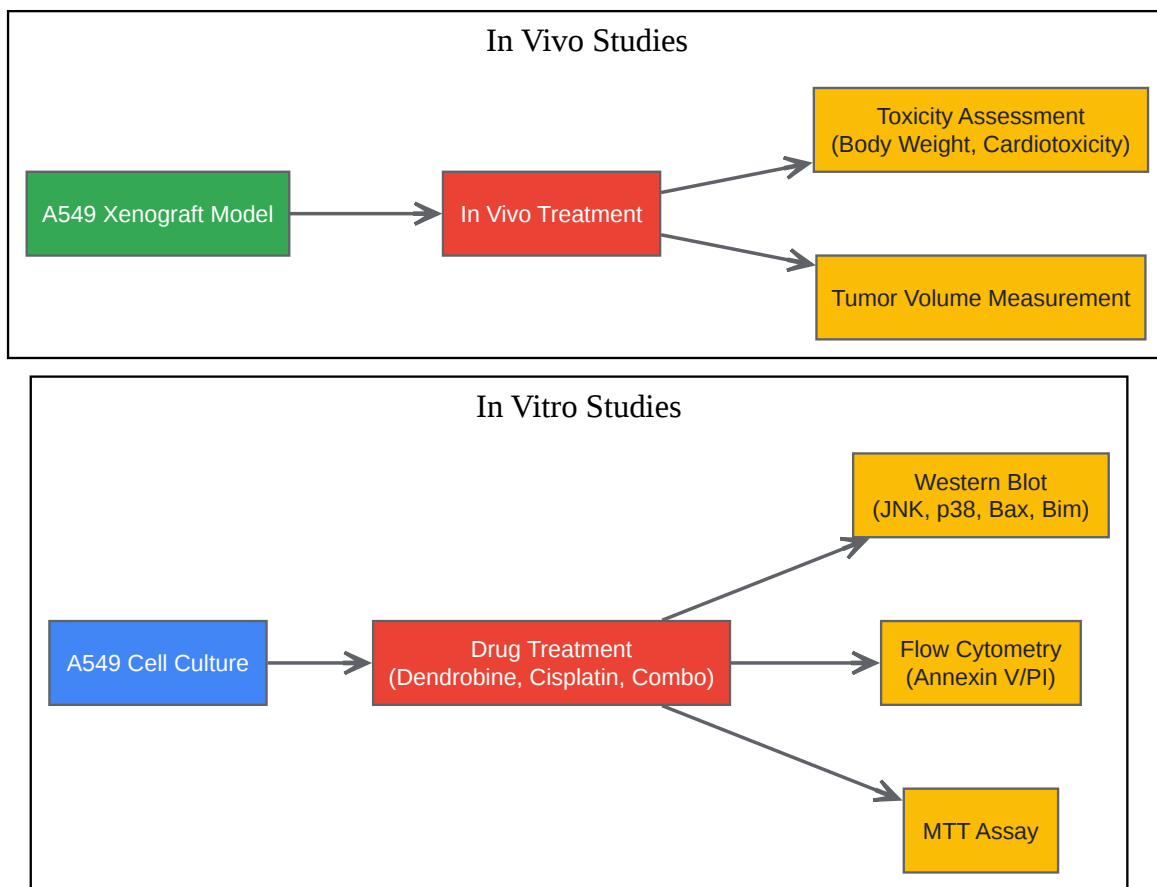 In Vivo Studies
A549 Xenograft Model
In Vivo Treatment
Toxicity Assessment
(Body Weight, Cardiotoxicity)
Tumor Volume Measurement
In Vitro Studies
A549 Cell Culture
Drug Treatment
(Dendrobine, Cisplatin, Combo)
Western Blot
(JNK, p38, Bax, Bim)
Flow Cytometry
(Annexin V/PI)
MTT Assay